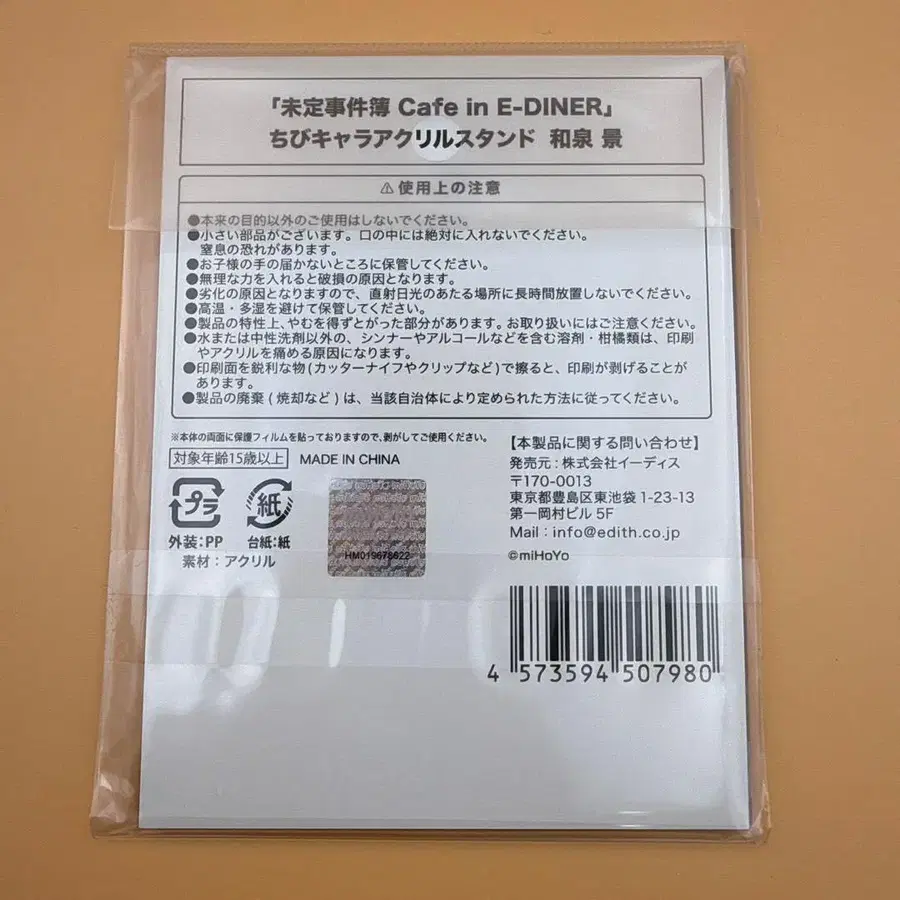 「未定事件簿 Cafe in E-DINER」
ちびキャラアクリルスタンド 和泉 景
⚠使用上の注意
●本来の目的以外のご使用はしないでください。
●小さい部品がございます。口の中には絶対に入れないでください。
窒息の恐れがあります。
●お子様の手の届かないところに保管してください。
●無理な力を入れると破損の原因となります。
●劣化の原因となりますので、直射日光のあたる場所に長時間放置しないでください。
●高温・多湿を避けて保管してください。
●製品の特性上、やむを得ずとがった部分があります。お取り扱いにはご注意ください。
●水または中性洗剤以外の、シンナーやアルコールなどを含む溶剤・柑橘類は、印刷
やアクリルを痛める原因になります。
●印刷面を鋭利な物(カッターナイフやクリップなど)で擦ると、印刷が剥げることが
あります。
●製品の廃棄(焼却など)は、当該自治体により定められた方法に従ってください。
※本体の両面に保護フィルムを貼っておりますので、剥がしてご使用ください。
対象年齢15歳以上 MADE IN CHINA
プラ
紙
外装:PP
台紙:紙
素材:アクリル
miHoYo
HM019678622
【本製品に関する問い合わせ】
発売元:株式会社イーディス
〒170-0013
東京都豊島区東池袋 1-23-13
第一岡村ビル 5F
Mail:info@edith.co.jp
©miHoYo
4 573594 507980